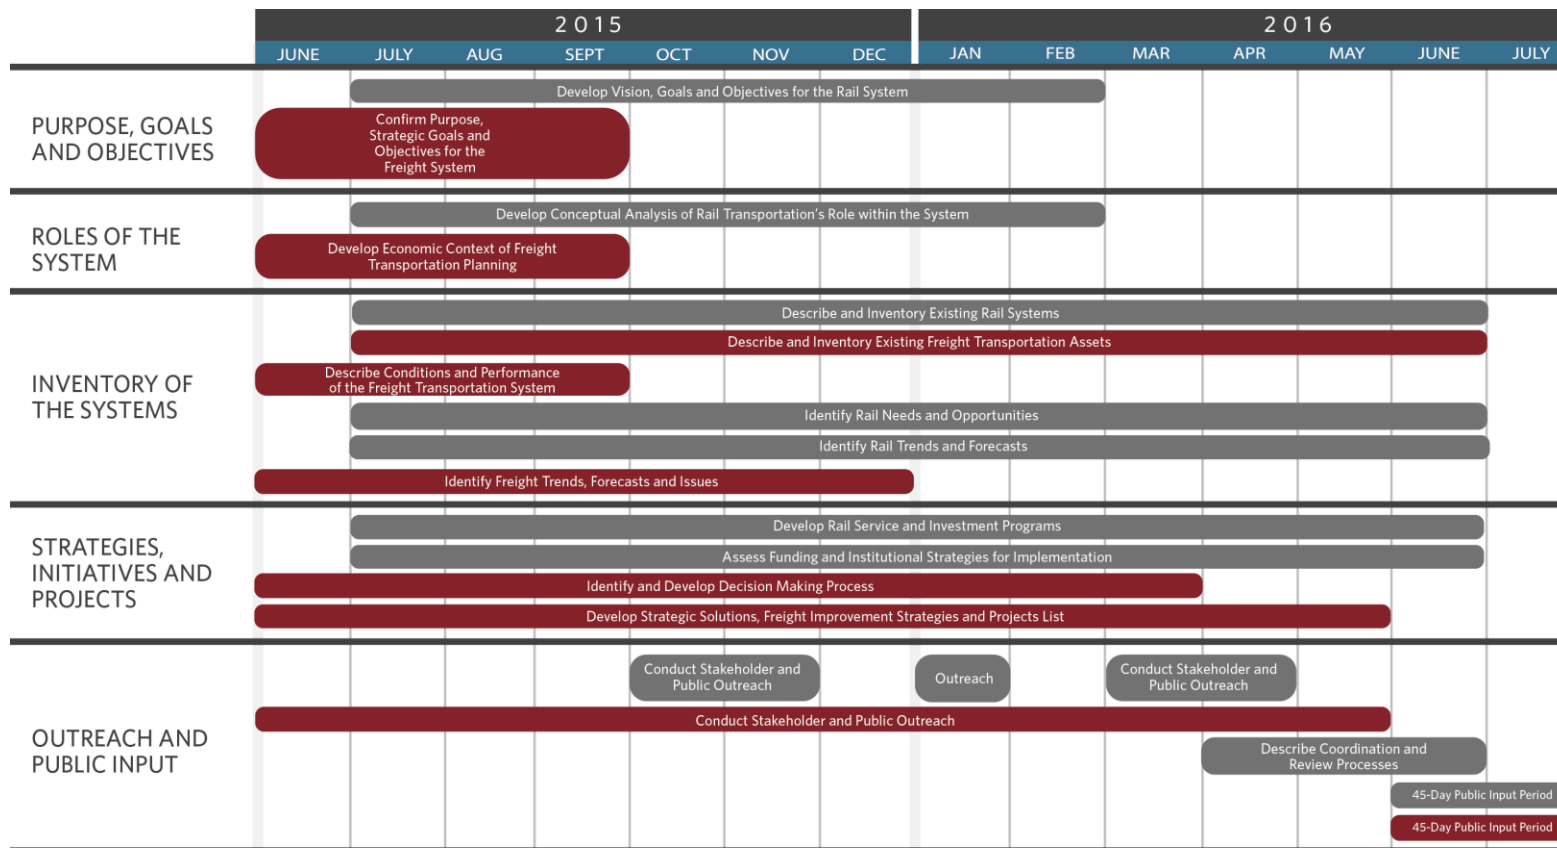 2015
2016
JUNE
JULY
AUG
SEPT
OCT
NOV
DEC
JAN
FEB
MAR
APR
MAY
JUNE
JULY
PURPOSE, GOALS
AND OBJECTIVES
Develop Vision, Goals and Objectives for the Rail System
Confirm Purpose,
Strategic Goals and
Objectives for the
Freight System
ROLES OF THE
SYSTEM
Develop Conceptual Analysis of Rail Transportation's Role within the System
Develop Economic Context of Freight
Transportation Planning
INVENTORY OF
THE SYSTEMS
Describe and Inventory Existing Rail Systems
Describe and Inventory Existing Freight Transportation Assets
Describe Conditions and Performance
of the Freight Transportation System
Identify Rail Needs and Opportunities
Identify Rail Trends and Forecasts
Identify Freight Trends, Forecasts and Issues
STRATEGIES,
INITIATIVES AND
PROJECTS
Develop Rail Service and Investment Programs
Assess Funding and Institutional Strategies for Implementation
Identify and Develop Decision Making Process
Develop Strategic Solutions, Freight Improvement Strategies and Projects List
OUTREACH AND
PUBLIC INPUT
Conduct Stakeholder and
Public Outreach
Outreach
Conduct Stakeholder and
Public Outreach
Conduct Stakeholder and Public Outreach
Describe Coordination and
Review Processes
45-Day Public Input Period
45-Day Public Input Period